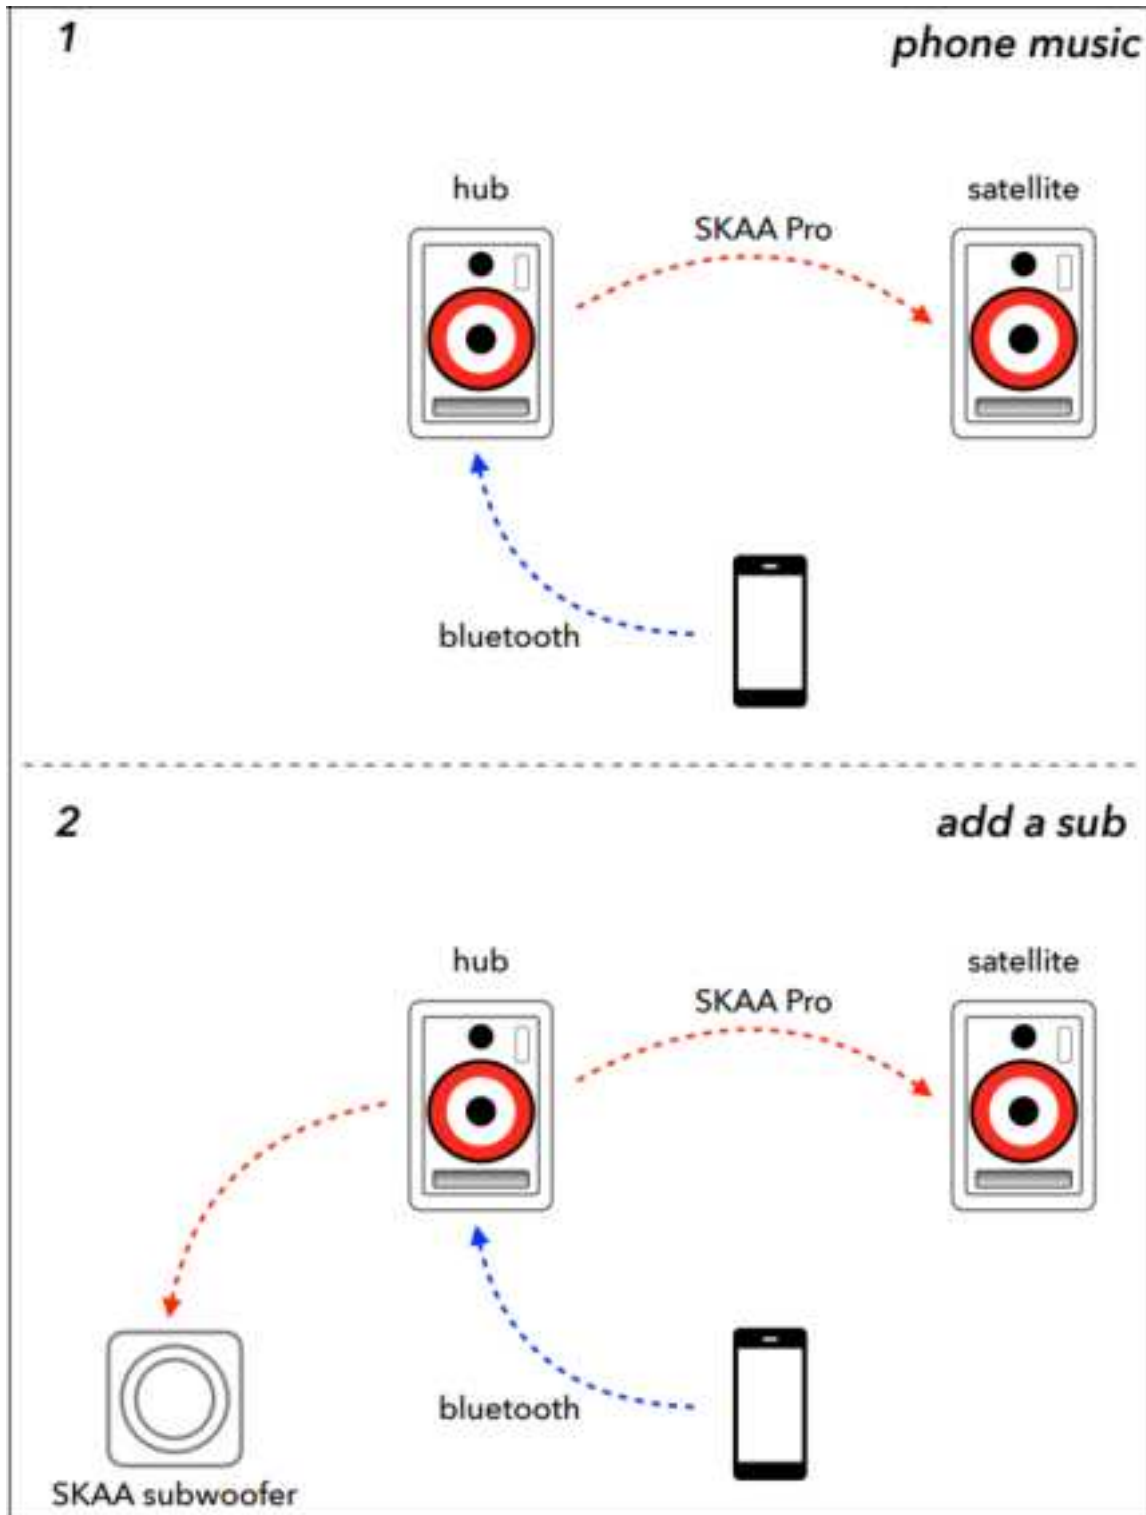 1
phone music
hub
satellite
SKAA Pro
bluetooth
2
add a sub
hub
satellite
SKAA Pro
bluetooth
SKAA subwoofer